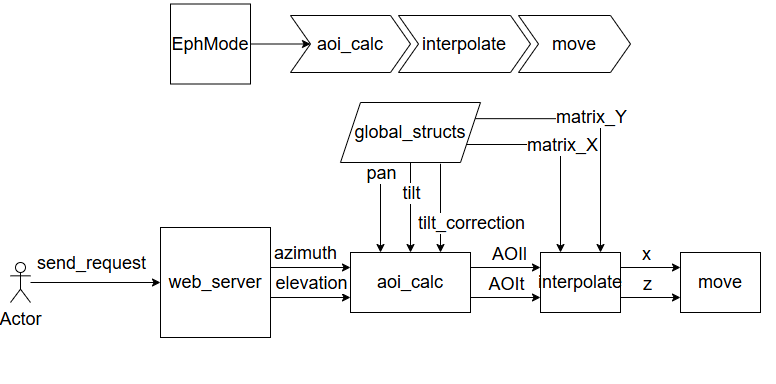 EphMode
aoi_calc
interpolate
move
global_structs
matrix_Y
matrix_X
pan
tilt
tilt_correction
send_request
Actor
web_server
azimuth
elevation
aoi_calc
AOIl
AOIt
interpolate
x
z
move